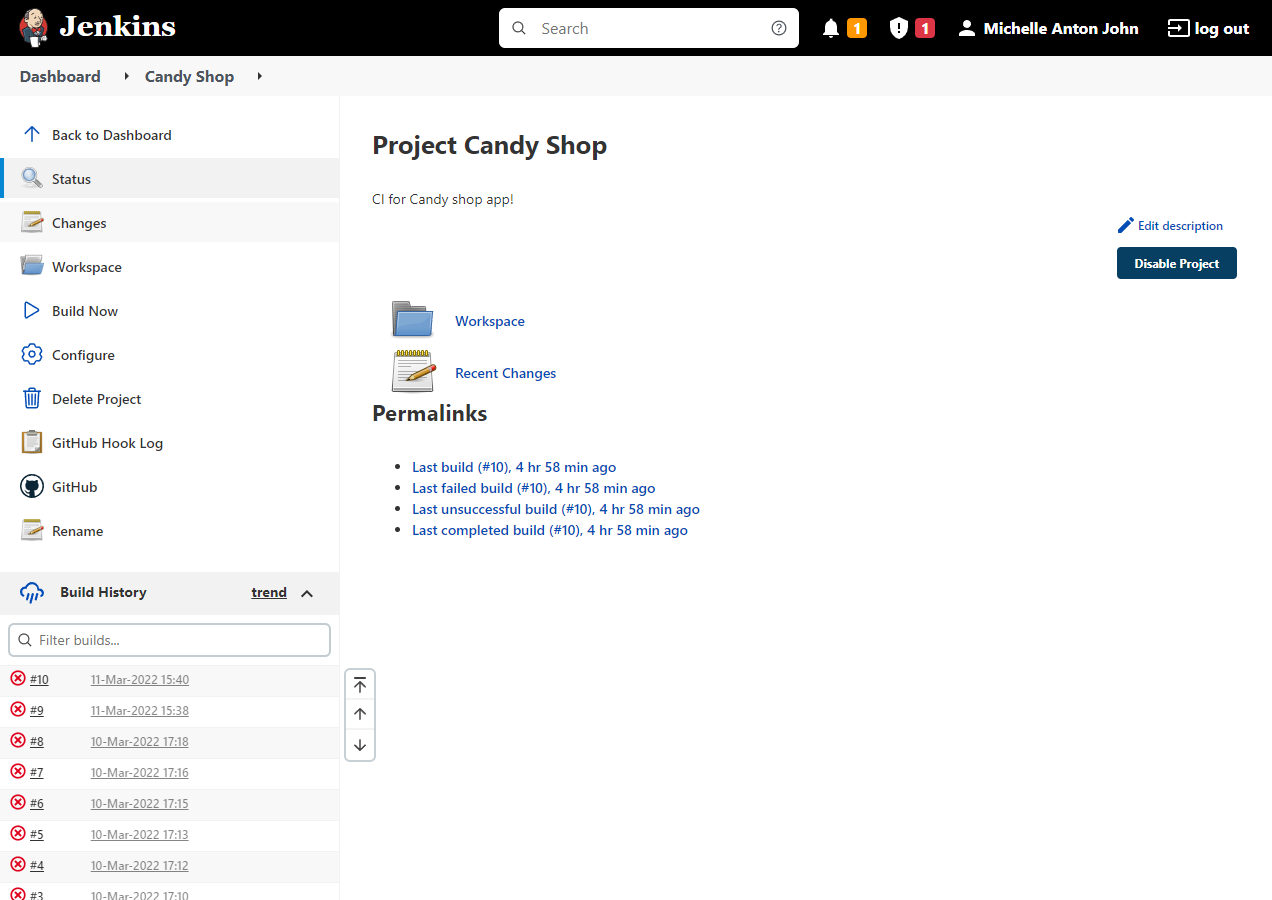 Jenkins
Search
1
1
Michelle Anton John
log out
Dashboard
Candy Shop
Back to Dashboard
Status
Changes
Workspace
Build Now
Configure
Delete Project
GitHub Hook Log
GitHub
Rename
Build History trend
Filter builds...
#10 11-Mar-2022 15:40
#9 11-Mar-2022 15:38
#8 10-Mar-2022 17:18
#7 10-Mar-2022 17:16
#6 10-Mar-2022 17:15
#5 10-Mar-2022 17:13
#4 10-Mar-2022 17:12
#3 10-Mar-2022 17:10
Project Candy Shop
CI for Candy shop app!
Edit description
Disable Project
Workspace
Recent Changes
Permalinks
Last build (#10), 4 hr 58 min ago
Last failed build (#10), 4 hr 58 min ago
Last unsuccessful build (#10), 4 hr 58 min ago
Last completed build (#10), 4 hr 58 min ago